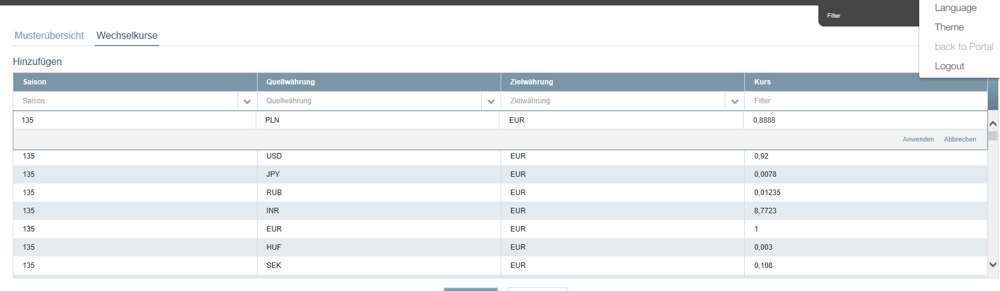 Language
Filter
Theme
back to Portal
Logout
Musterübersicht Wechselkurse
Hinzufügen
Saison Quellwährung Zielwährung Kurs
Saison Quellwährung Zielwährung Filter
135 PLN EUR 0,8888
Anwenden Abbrechen
135 USD EUR 0,92
135 JPY EUR 0,0078
135 RUB EUR 0,01235
135 INR EUR 8,7723
135 EUR EUR 1
135 HUF EUR 0,003
135 SEK EUR 0,108